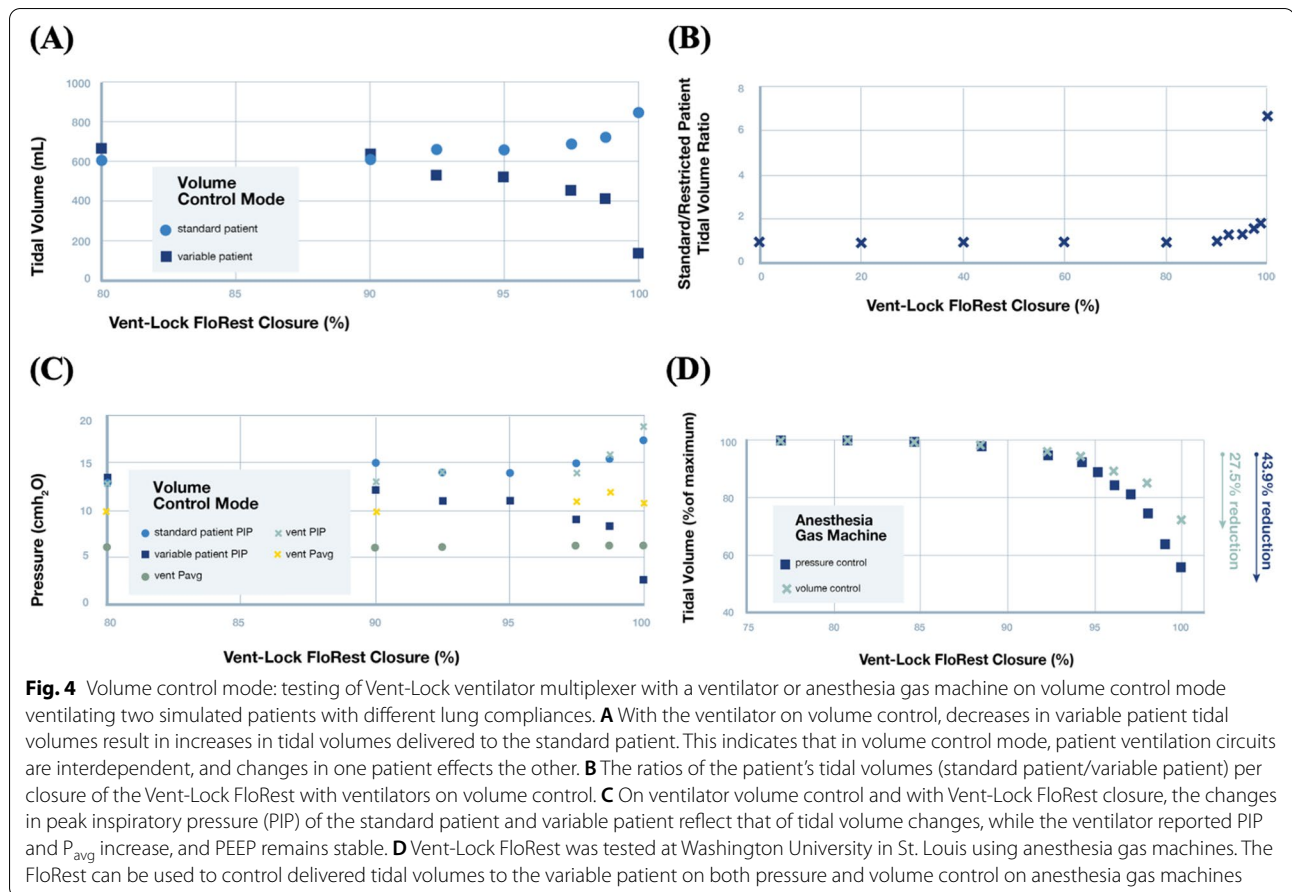 (A)
1000
800
600
400
200
0
Tidal Volume (mL)
Volume
Control Mode
standard patient
variable patient
80
85
90
95
100
Vent-Lock FloRest Closure (%)
(B)
8
6
4
2
0
Standard/Restricted Patient
Tidal Volume Ratio
0
20
40
60
80
100
Vent-Lock FloRest Closure (%)
(C)
20
15
10
5
0
Pressure (cmh₂O)
Volume
Control Mode
standard patient PIP
vent PIP
variable patient PIP
vent Pavg
vent Pavg
80
85
90
95
100
Vent-Lock FloRest Closure (%)
(D)
100
80
60
40
Tidal Volume (%of maximum)
Anesthesia
Gas Machine
pressure control
volume control
27.5% reduction
43.9% reduction
75
80
85
90
95
100
Vent-Lock FloRest Closure (%)
Fig. 4 Volume control mode: testing of Vent-Lock ventilator multiplexer with a ventilator or anesthesia gas machine on volume control mode
ventilating two simulated patients with different lung compliances. A With the ventilator on volume control, decreases in variable patient tidal
volumes result in increases in tidal volumes delivered to the standard patient. This indicates that in volume control mode, patient ventilation circuits
are interdependent, and changes in one patient effects the other. B The ratios of the patient's tidal volumes (standard patient/variable patient) per
closure of the Vent-Lock FloRest with ventilators on volume control. C On ventilator volume control and with Vent-Lock FloRest closure, the changes
in peak inspiratory pressure (PIP) of the standard patient and variable patient reflect that of tidal volume changes, while the ventilator reported PIP
and Pavg increase, and PEEP remains stable. D Vent-Lock FloRest was tested at Washington University in St. Louis using anesthesia gas machines. The
FloRest can be used to control delivered tidal volumes to the variable patient on both pressure and volume control on anesthesia gas machines